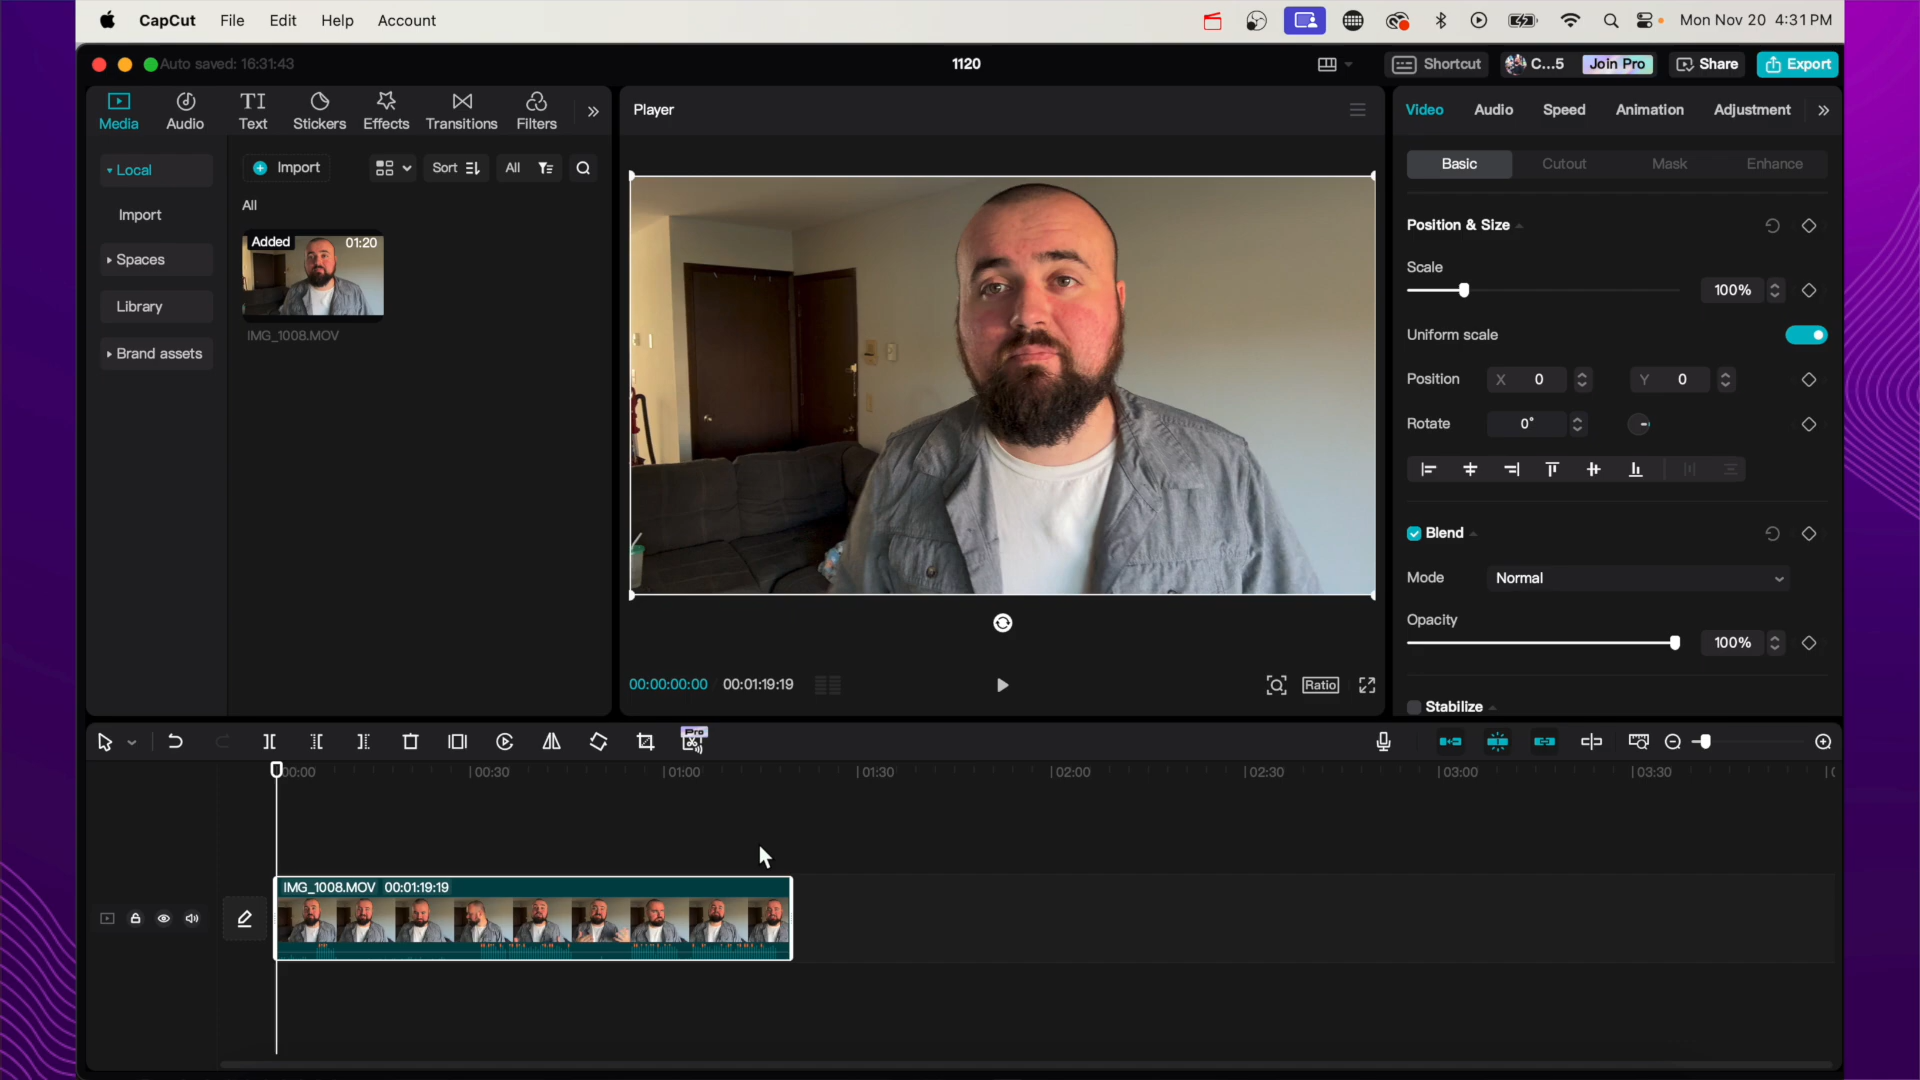 CapCut File Edit Help Account Mon Nov 20 4:31 PM
Auto saved: 16:31:43 1120 Shortcut C...5 Join Pro Share Export
Media Audio Text Stickers Effects Transitions Filters
Local
Import
Spaces
Library
Brand assets
Import Sort All
All
Added 01:20
IMG_1008.MOV
Player
00:00:00:00 00:01:19:19 Ratio
Video Audio Speed Animation Adjustment
Basic Cutout Mask Enhance
Position & Size
Scale
100%
Uniform scale
Position X 0 Y 0
Rotate 0°
Blend
Mode Normal
Opacity
100%
Stabilize
Pro
00:00 00:30 01:00 01:30 02:00 02:30 03:00 03:30
IMG_1008.MOV 00:01:19:19